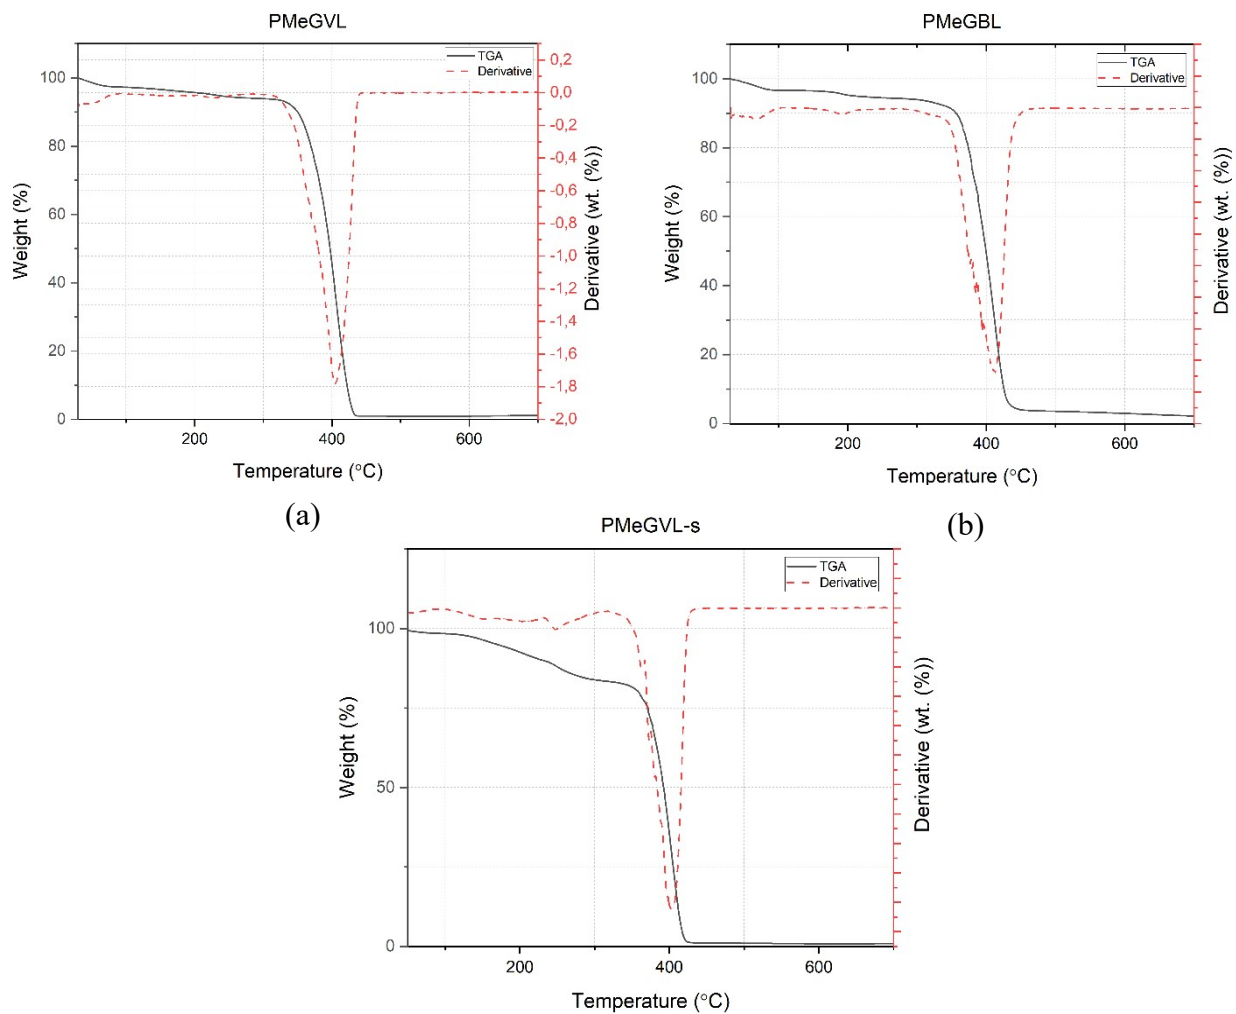 PMeGVL
TGA
Derivative
100
80
60
40
20
0
0,2
0,0
-0,2
-0,4
-0,6
-0,8
-1,0
-1,2
-1,4
-1,6
-1,8
-2,0
200
400
600
Weight (%)
Derivative (wt. (%))
Temperature (°C)
(a)
PMeGBL
TGA
Derivative
100
80
60
40
20
0
200
400
600
Weight (%)
Derivative (wt. (%))
Temperature (°C)
(b)
PMeGVL-s
TGA
Derivative
100
50
0
200
400
600
Weight (%)
Derivative (wt. (%))
Temperature (°C)